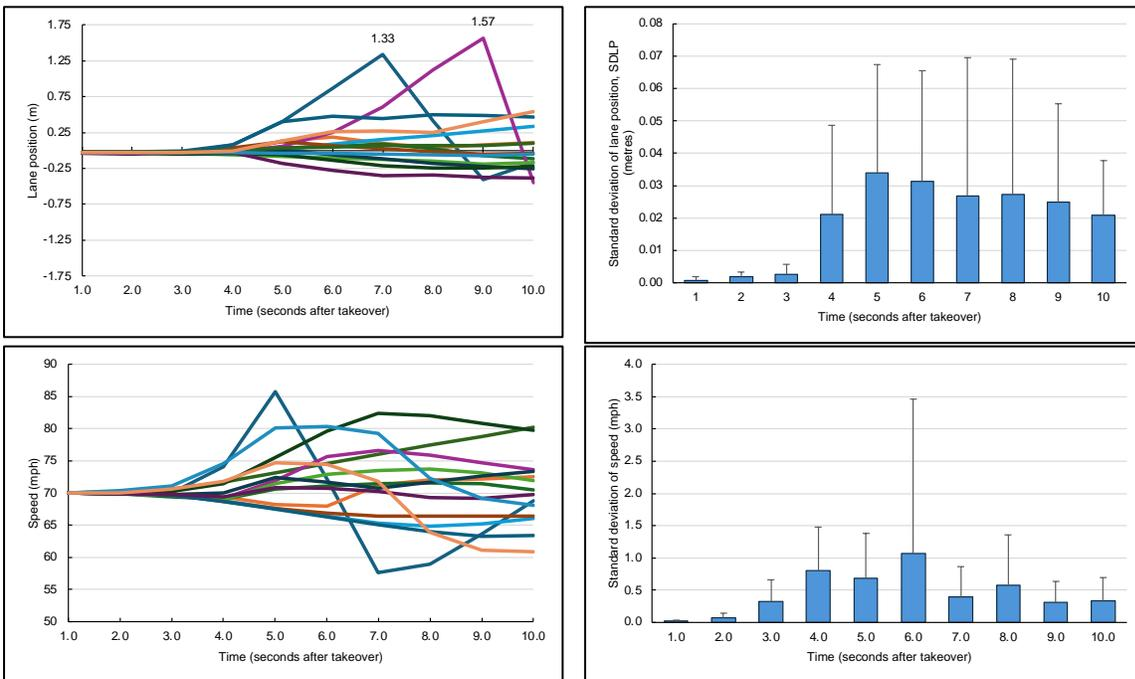 1.75
1.25
0.75
0.25
-0.25
-0.75
-1.25
-1.75
Lane position (m)
1.33
1.57
1.0 2.0 3.0 4.0 5.0 6.0 7.0 8.0 9.0 10.0
Time (seconds after takeover)
0.08
0.07
0.06
0.05
0.04
0.03
0.02
0.01
0.00
Standard deviation of lane position, SDLP
(metres)
1 2 3 4 5 6 7 8 9 10
Time (seconds after takeover)
90
85
80
75
70
65
60
55
50
Speed (mph)
1.0 2.0 3.0 4.0 5.0 6.0 7.0 8.0 9.0 10.0
Time (seconds after takeover)
4.0
3.5
3.0
2.5
2.0
1.5
1.0
0.5
0.0
Standard deviation of speed (mph)
1.0 2.0 3.0 4.0 5.0 6.0 7.0 8.0 9.0 10.0
Time (seconds after takeover)